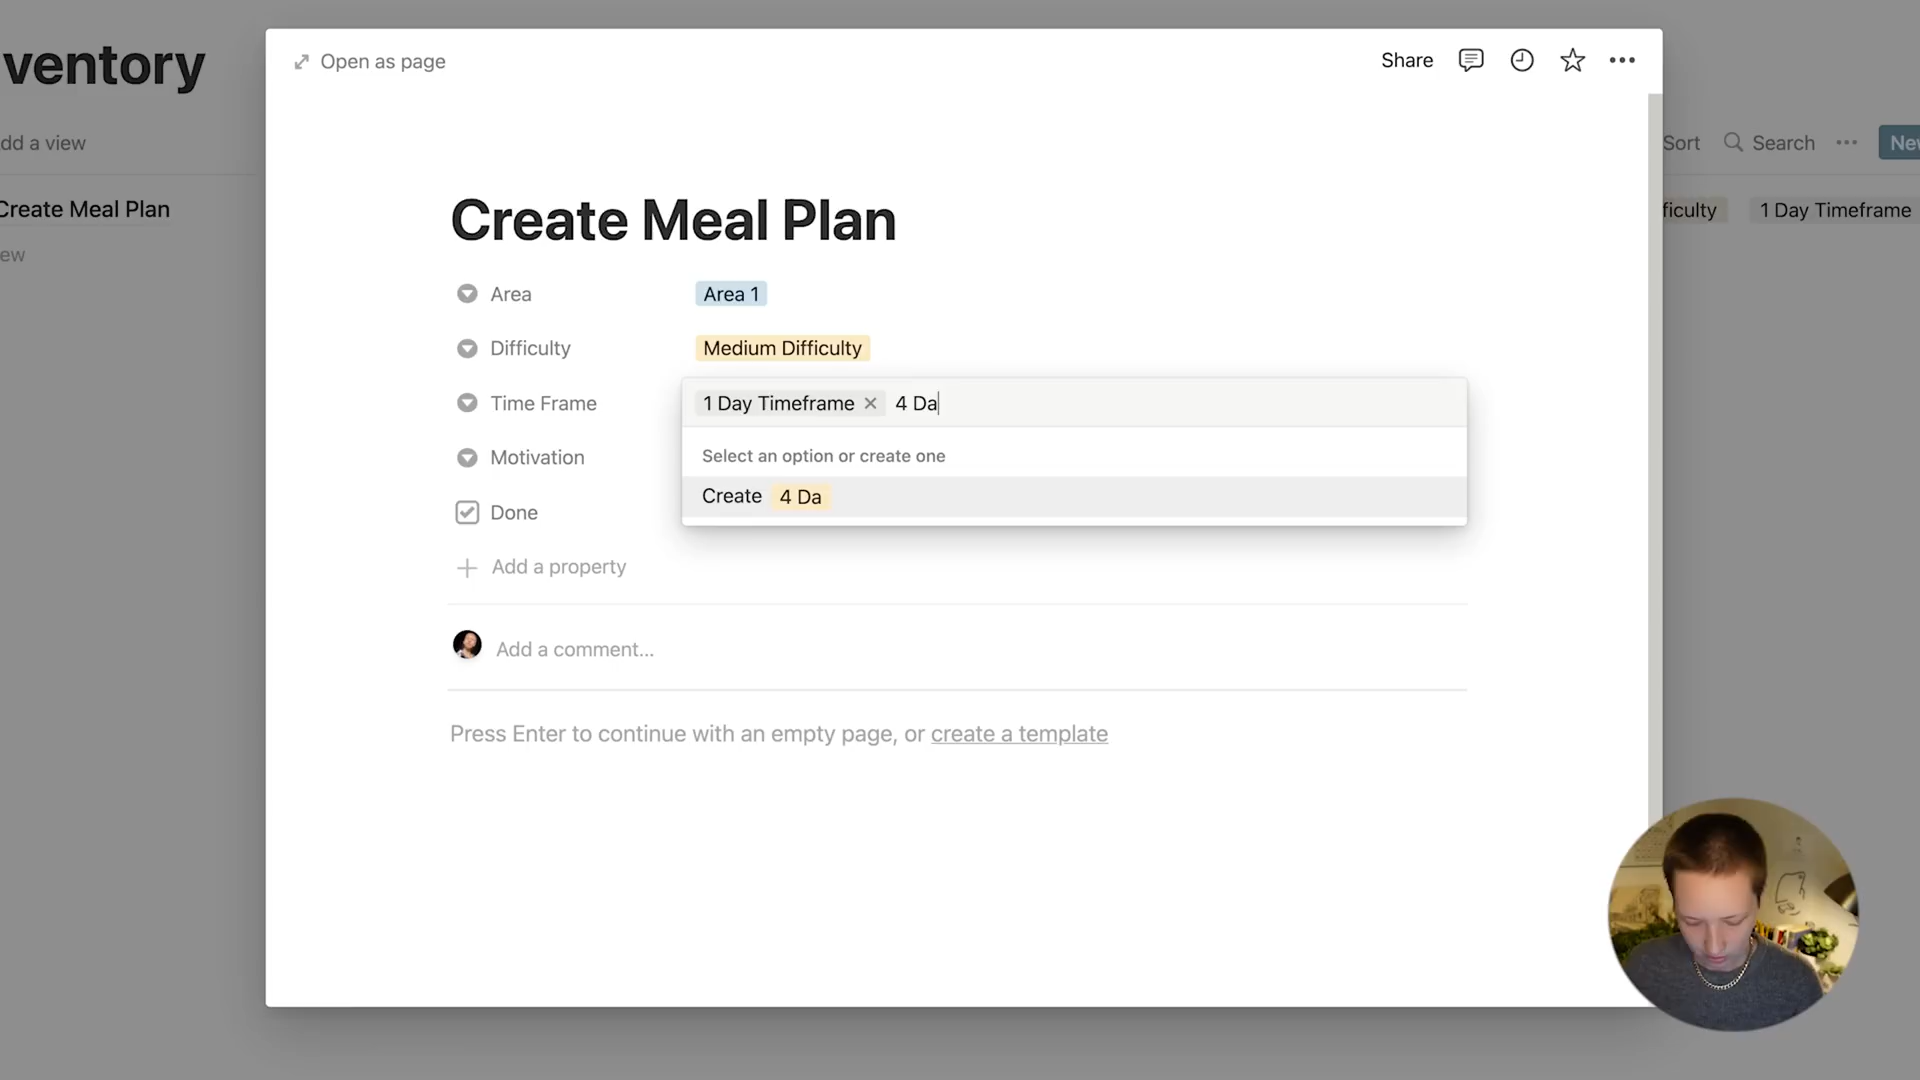 ventory
Open as page
Share
dd a view
Sort
Search
Nev
Create Meal Plan
ew
ficulty
1 Day Timeframe
Create Meal Plan
Area
Area 1
Difficulty
Medium Difficulty
Time Frame
1 Day Timeframe
4 Da
Motivation
Select an option or create one
Create 4 Da
Done
Add a property
Add a comment...
Press Enter to continue with an empty page, or create a template